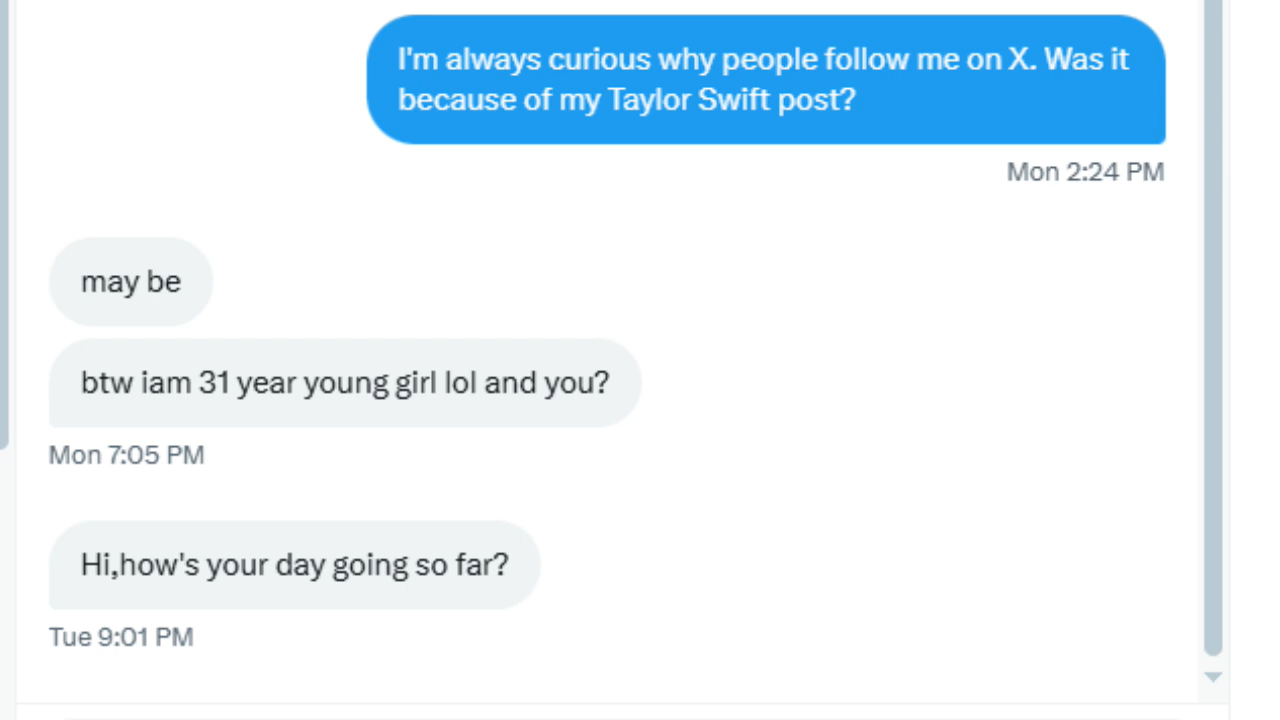 I'm always curious why people follow me on X. Was it
because of my Taylor Swift post?
Mon 2:24 PM
may be
btw iam 31 year young girl lol and you?
Mon 7:05 PM
Hi,how's your day going so far?
Tue 9:01 PM